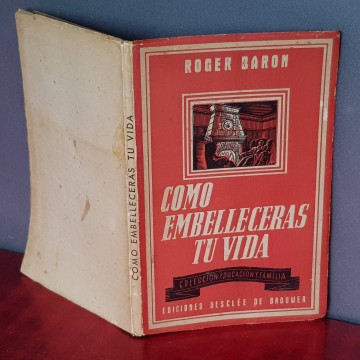 ROGER BARON
COMO
EMBELLECERAS
TU VIDA
COLECCION EDUCACION Y FAMILIA
EDICIONES DESCLÉE DE BROUWER
COMO EMBELLECERAS TU VIDA